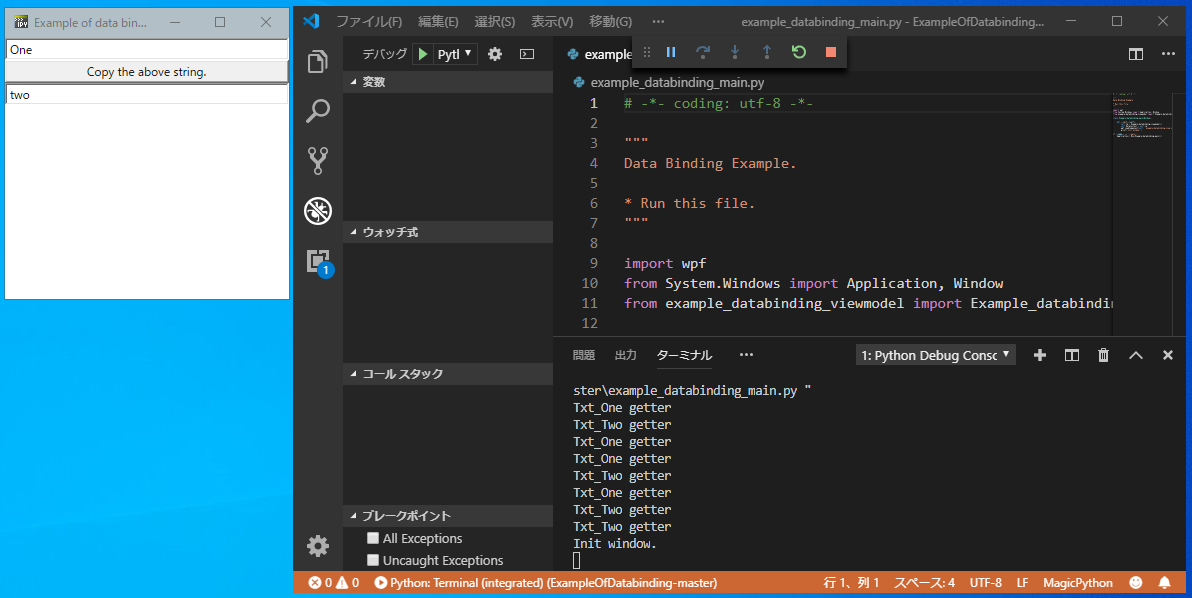 Example of data bin...
One
Copy the above string.
two
ファイル(F) 編集(E) 選択(S) 表示(V) 移動(G) ··· example_databinding_main.py - ExampleOfDatabinding...
デバッグ Pytl
変数
ウォッチ式
コール スタック
ブレークポイント
All Exceptions
Uncaught Exceptions
1
example
example_databinding_main.py
1 # -*- coding: utf-8 -*-
2
3 """
4 Data Binding Example.
5
6 * Run this file.
7 """
8
9 import wpf
10 from System.Windows import Application, Window
11 from example_databinding_viewmodel import Example_databindin
12
問題 出力 ターミナル ··· 1: Python Debug Consc
ster\example_databinding_main.py "
Txt_One getter
Txt_Two getter
Txt_One getter
Txt_One getter
Txt_Two getter
Txt_One getter
Txt_Two getter
Txt_Two getter
Init window.
0 0 Python: Terminal (integrated) (ExampleOfDatabinding-master) 行 1、列 1 スペース: 4 UTF-8 LF MagicPython